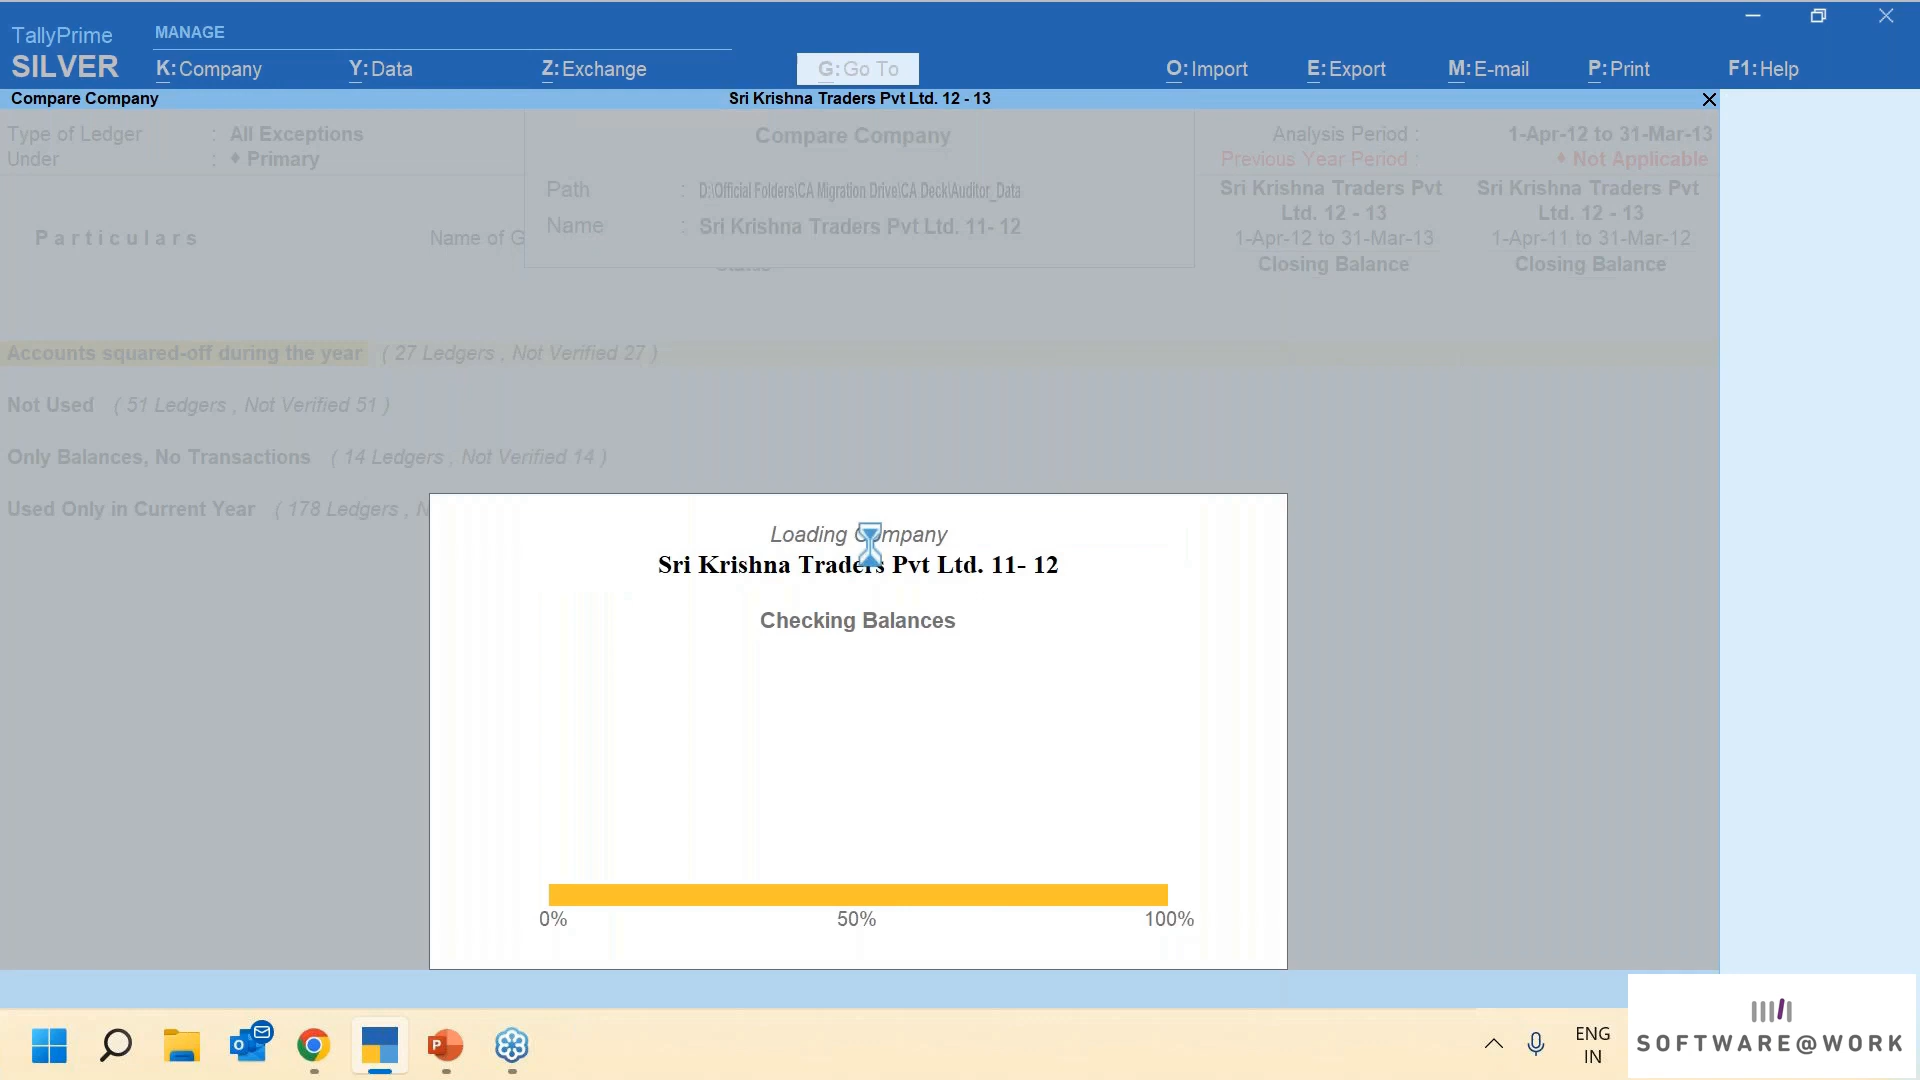 TallyPrime
SILVER
MANAGE
K:Company
Y:Data
Z:Exchange
G:Go To
O:Import
E:Export
M:E-mail
P:Print
F1:Help
Compare Company
Sri Krishna Traders Pvt Ltd. 12 - 13
Type of Ledger : All Exceptions
Under : ♦ Primary
Compare Company
Path : D:\Official Folders\CA Migration Drive\CA Deck\Auditor_Data
Name : Sri Krishna Traders Pvt Ltd. 11- 12
Analysis Period : 1-Apr-12 to 31-Mar-13
Previous Year Period : ♦ Not Applicable
Particulars
Name of G
Sri Krishna Traders Pvt
Ltd. 12 - 13
1-Apr-12 to 31-Mar-13
Closing Balance
Sri Krishna Traders Pvt
Ltd. 12 - 13
1-Apr-11 to 31-Mar-12
Closing Balance
Accounts squared-off during the year ( 27 Ledgers , Not Verified 27 )
Not Used ( 51 Ledgers , Not Verified 51 )
Only Balances, No Transactions ( 14 Ledgers , Not Verified 14 )
Used Only in Current Year ( 178 Ledgers , N
Loading Company
Sri Krishna Traders Pvt Ltd. 11- 12
Checking Balances
0%
50%
100%
ENG
IN
SOFTWARE@WORK